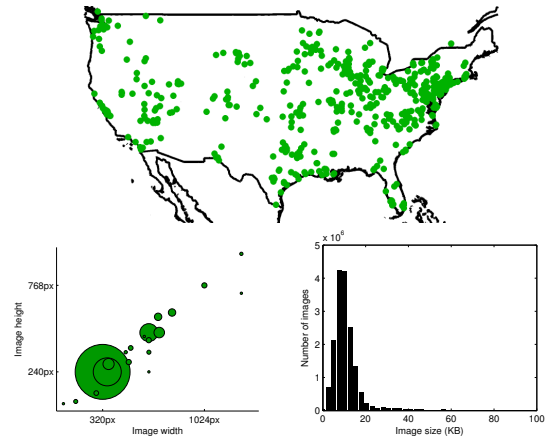 768px
240px
320px
1024px
Image height
Image width
x 10^6
5
4
3
2
1
0
0
20
40
60
80
100
Number of images
Image size (KB)